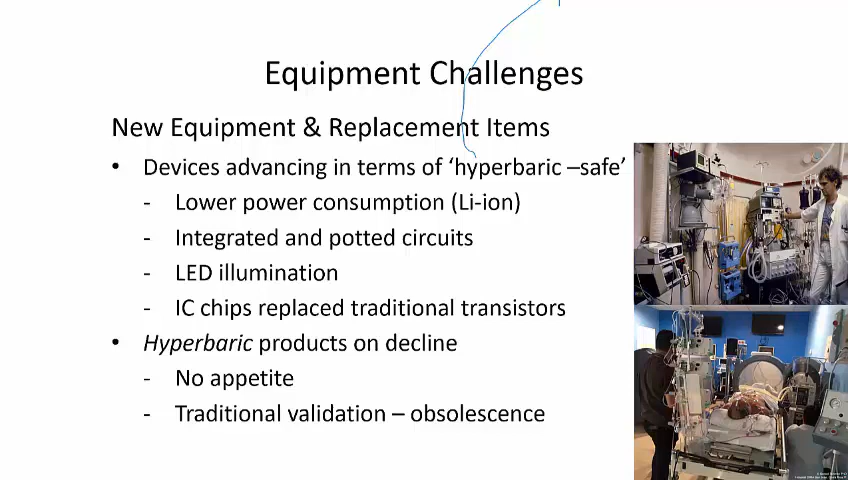 Equipment Challenges
New Equipment & Replacement Items
• Devices advancing in terms of ‘hyperbaric –safe’
- Lower power consumption (Li-ion)
- Integrated and potted circuits
- LED illumination
- IC chips replaced traditional transistors
• Hyperbaric products on decline
- No appetite
- Traditional validation – obsolescence